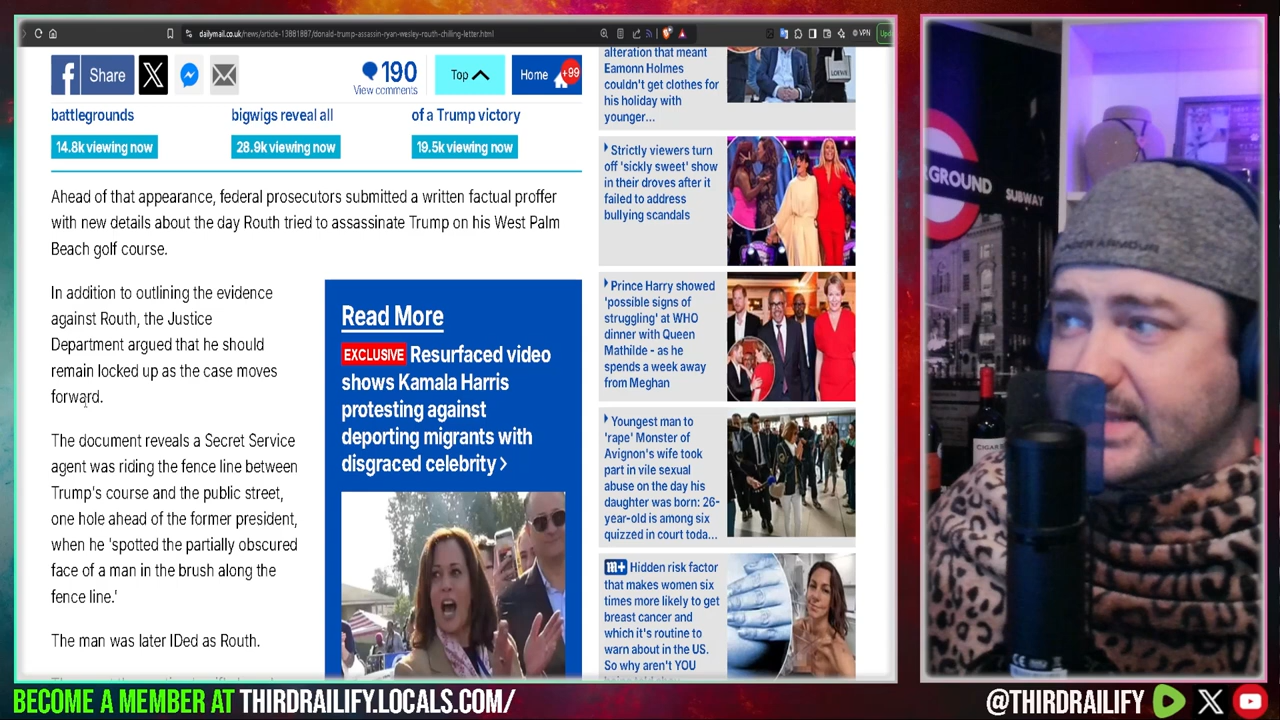 dailymail.co.uk/news/article-13881887/donald-trump-assassin-ryan-wesley-routh-chilling-letter.html
VPN
Share
190
View comments
Top
Home
+99
battlegrounds
bigwigs reveal all
of a Trump victory
14.8k viewing now
28.9k viewing now
19.5k viewing now
Ahead of that appearance, federal prosecutors submitted a written factual proffer
with new details about the day Routh tried to assassinate Trump on his West Palm
Beach golf course.
In addition to outlining the evidence
against Routh, the Justice
Department argued that he should
remain locked up as the case moves
forward.
The document reveals a Secret Service
agent was riding the fence line between
Trump's course and the public street,
one hole ahead of the former president,
when he 'spotted the partially obscured
face of a man in the brush along the
fence line.'
The man was later IDed as Routh.
Read More
EXCLUSIVE Resurfaced video
shows Kamala Harris
protesting against
deporting migrants with
disgraced celebrity
alteration that meant
Eamonn Holmes
couldn't get clothes for
his holiday with
younger...
Strictly viewers turn
off 'sickly sweet' show
in their droves after it
failed to address
bullying scandals
Prince Harry showed
'possible signs of
struggling' at WHO
dinner with Queen
Mathilde - as he
spends a week away
from Meghan
Youngest man to
'rape' Monster of
Avignon's wife took
part in vile sexual
abuse on the day his
daughter was born: 26-
year-old is among six
quizzed in court toda...
M+ Hidden risk factor
that makes women six
times more likely to get
breast cancer and
which it's routine to
warn about in the US.
So why aren't YOU
RGROUND
SUBWAY
UNDER ARMOUR
CIGAR
BECOME A MEMBER AT THIRDRAILIFY.LOCALS.COM/
@THIRDRAILIFY